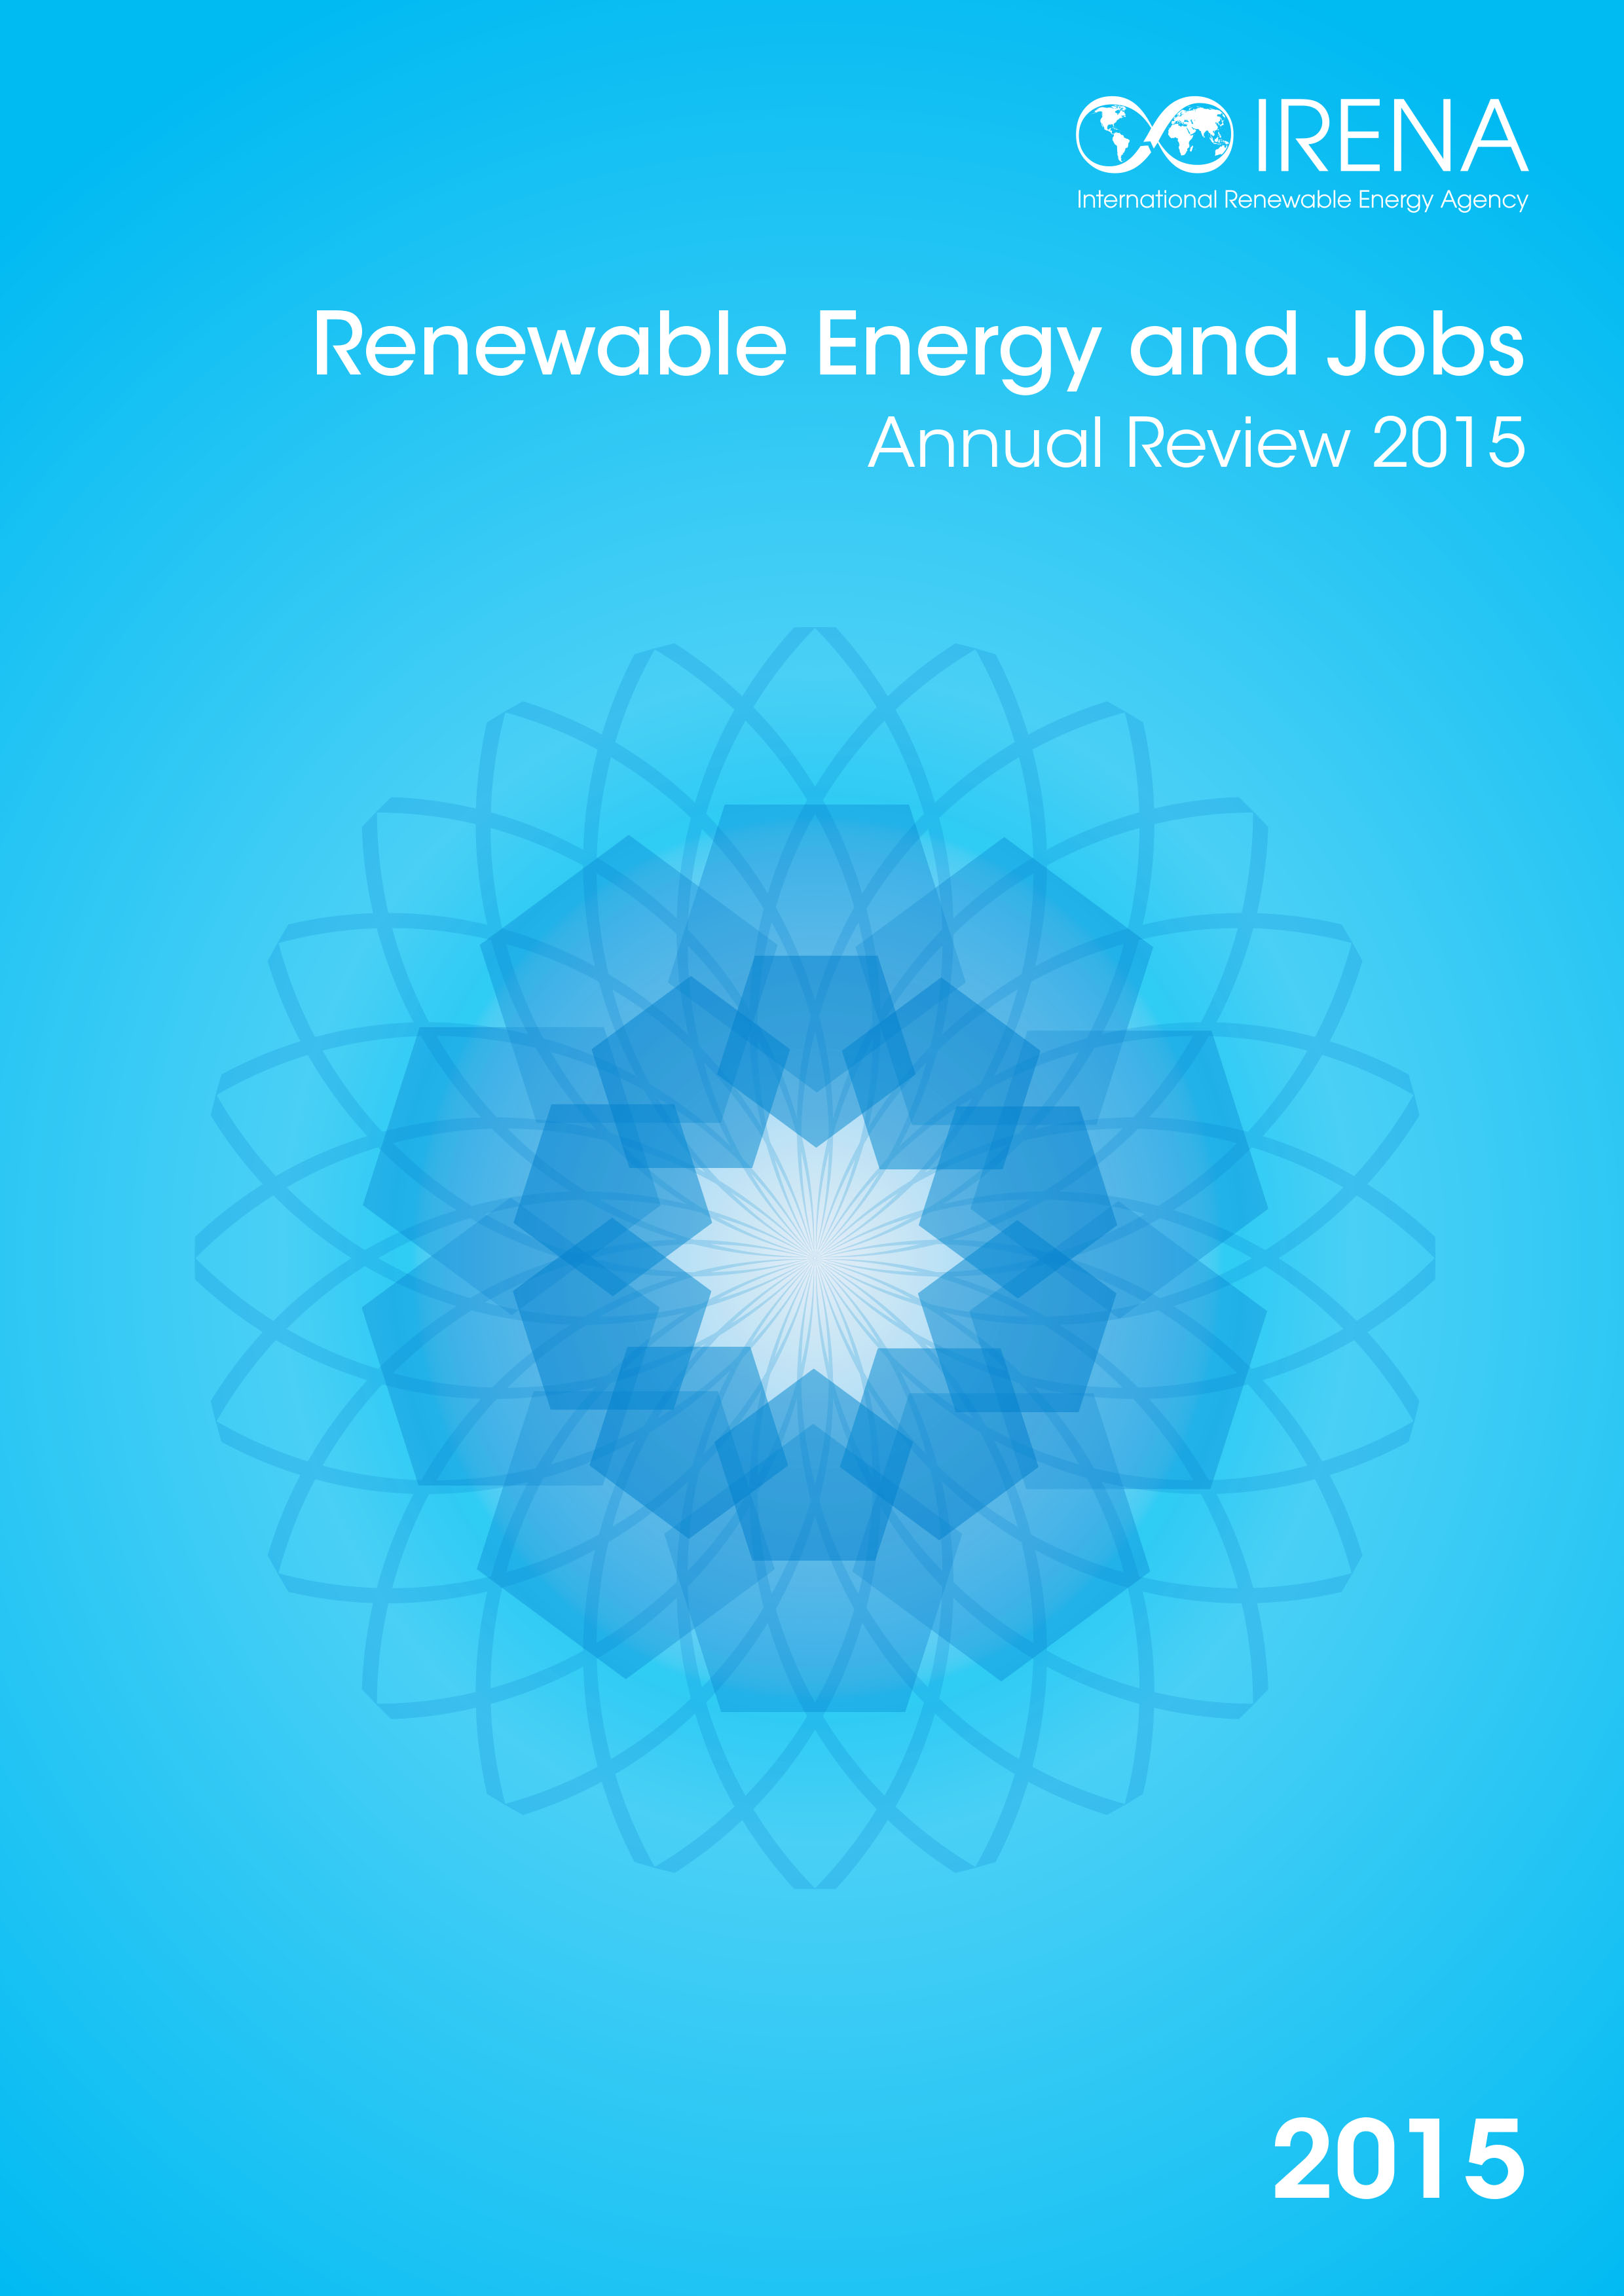 IRENA
International Renewable Energy Agency
Renewable Energy and Jobs
Annual Review 2015
2015